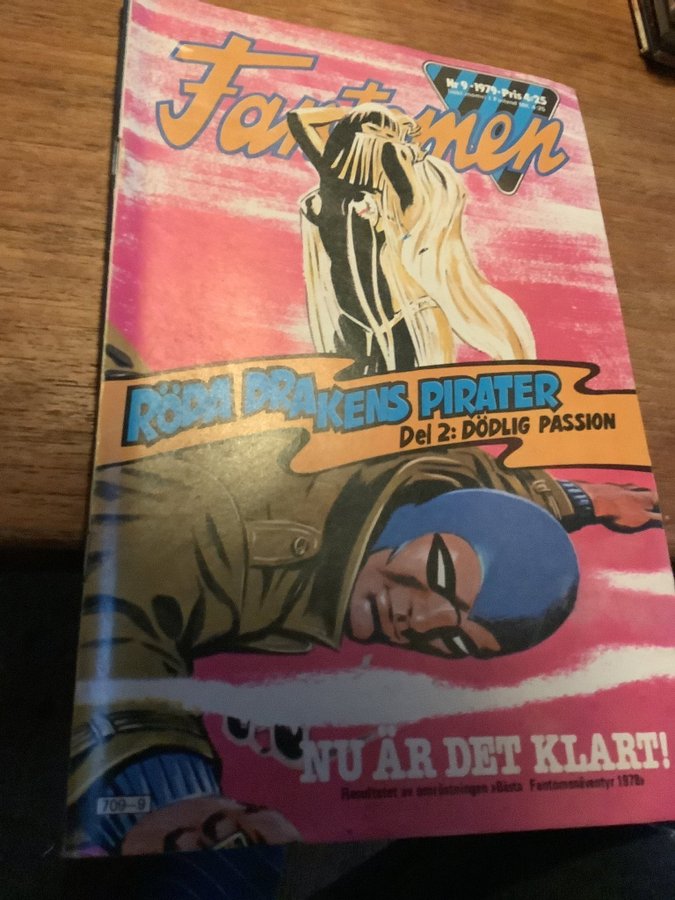 Fantomen
Nr 9 · 1979 · Pris 4:25
RÖDA DRAKENS PIRATER
Del 2: DÖDLIG PASSION
NU ÄR DET KLART!
Resultatet av omröstningen »Bästa Fantomenäventyr 1978»
709—9